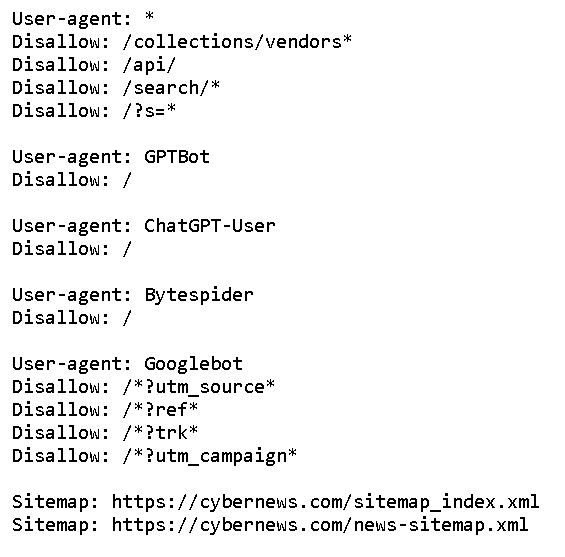 User-agent: *
Disallow: /collections/vendors*
Disallow: /api/
Disallow: /search/*
Disallow: /?s=*
User-agent: GPTBot
Disallow: /
User-agent: ChatGPT-User
Disallow: /
User-agent: Bytespider
Disallow: /
User-agent: Googlebot
Disallow: /*?utm_source*
Disallow: /*?ref*
Disallow: /*?trk*
Disallow: /*?utm_campaign*
Sitemap: https://cybernews.com/sitemap_index.xml
Sitemap: https://cybernews.com/news-sitemap.xml